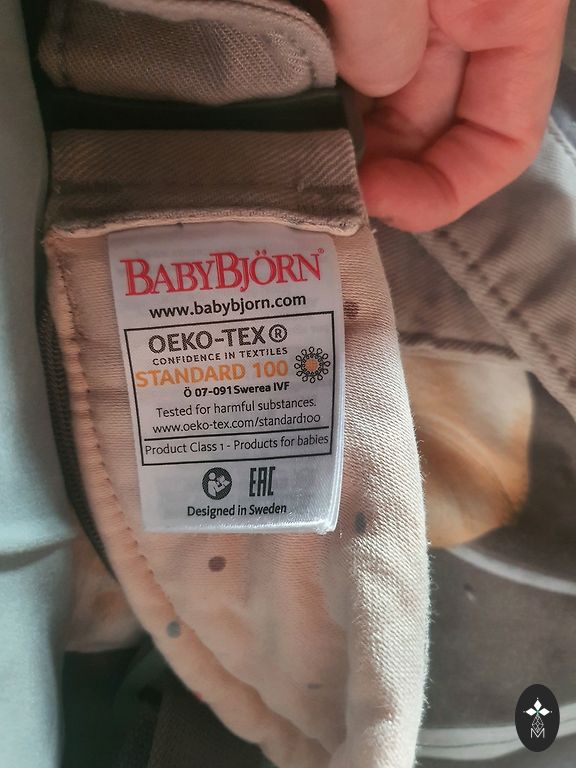 BABYBJÖRN®
www.babybjorn.com
OEKO-TEX®
CONFIDENCE IN TEXTILES
STANDARD 100
Ö 07-091 Swerea IVF
Tested for harmful substances.
www.oeko-tex.com/standard100
Product Class 1 - Products for babies
EAC
Designed in Sweden
M